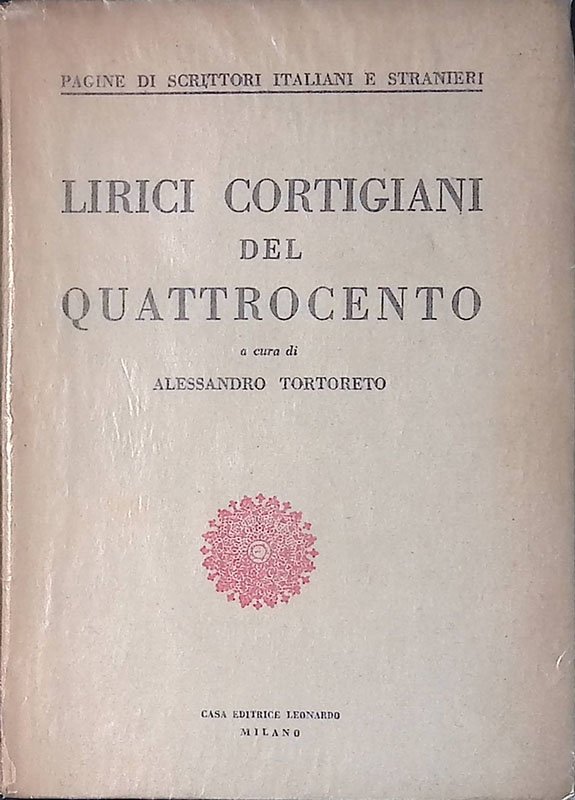 PAGINE DI SCRITTORI ITALIANI E STRANIERI
LIRICI CORTIGIANI
DEL
QUATTROCENTO
a cura di
ALESSANDRO TORTORETO
CASA EDITRICE LEONARDO
MILANO